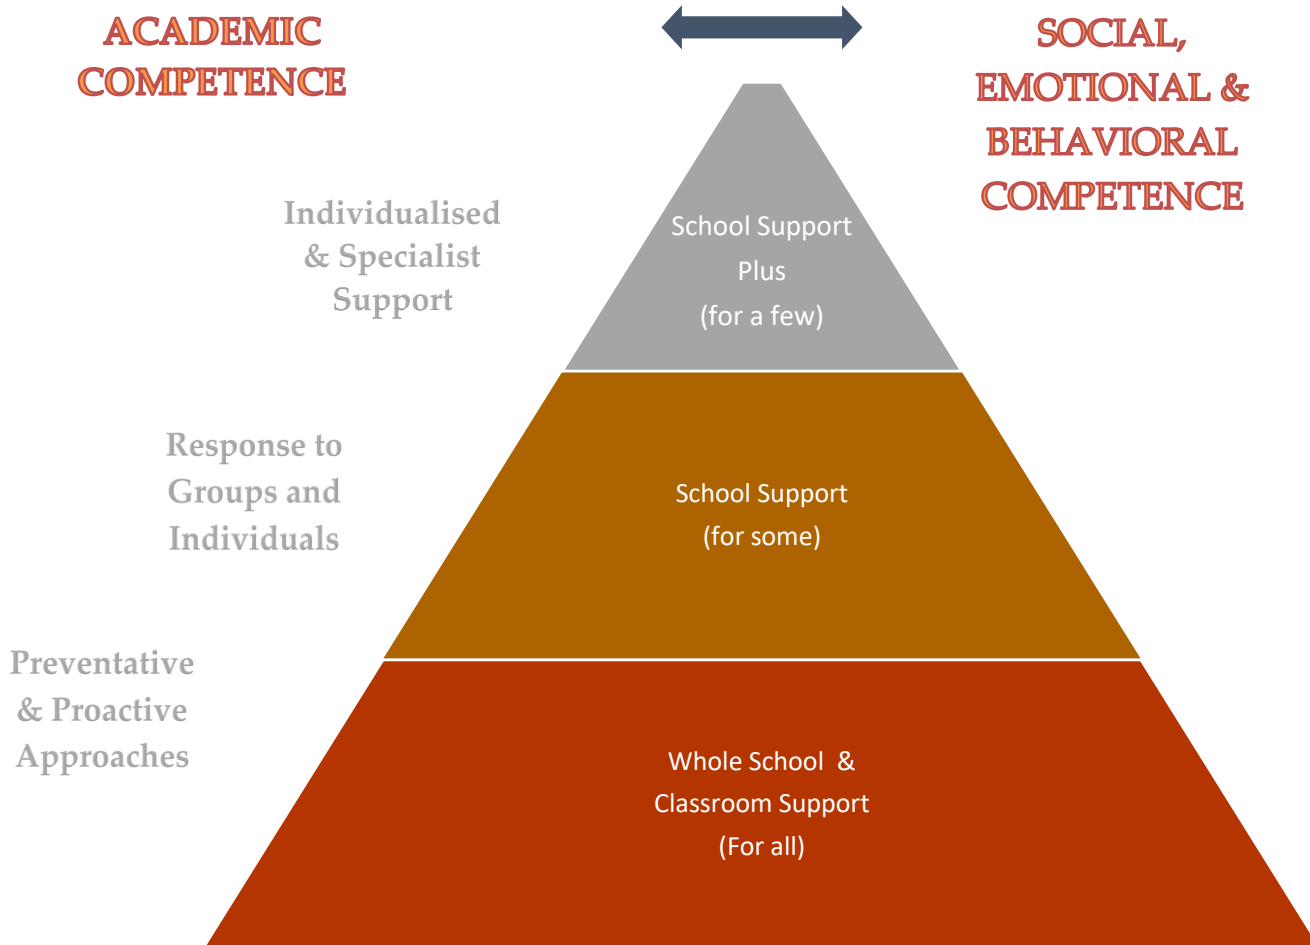 ACADEMIC
COMPETENCE
SOCIAL,
EMOTIONAL &
BEHAVIORAL
COMPETENCE
Individualised
& Specialist
Support
School Support
Plus
(for a few)
Response to
Groups and
Individuals
School Support
(for some)
Preventative
& Proactive
Approaches
Whole School &
Classroom Support
(For all)